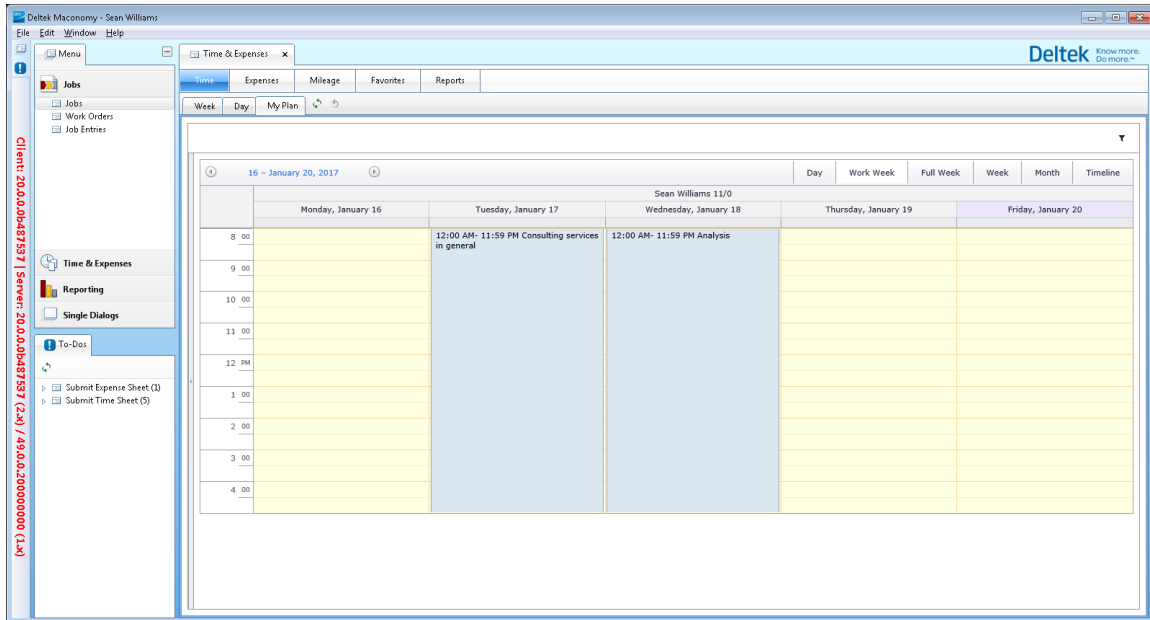 Deltek Maconomy - Sean Williams
File Edit Window Help
Menu
Time & Expenses x
Deltek Know more.
Do more.™
Jobs
Time Expenses Mileage Favorites Reports
Jobs
Work Orders
Job Entries
Week Day My Plan
16 – January 20, 2017
Day Work Week Full Week Week Month Timeline
Sean Williams 11/0
Monday, January 16 Tuesday, January 17 Wednesday, January 18 Thursday, January 19 Friday, January 20
8 00
12:00 AM- 11:59 PM Consulting services
in general
12:00 AM- 11:59 PM Analysis
9 00
10 00
11 00
12 PM
1 00
2 00
3 00
4 00
Time & Expenses
Reporting
Single Dialogs
To-Dos
Submit Expense Sheet (1)
Submit Time Sheet (5)
Client: 20.0.0.0b487537 | Server: 20.0.0.0b487537 (2.x) / 49.0.0.2000000000 (1.x)